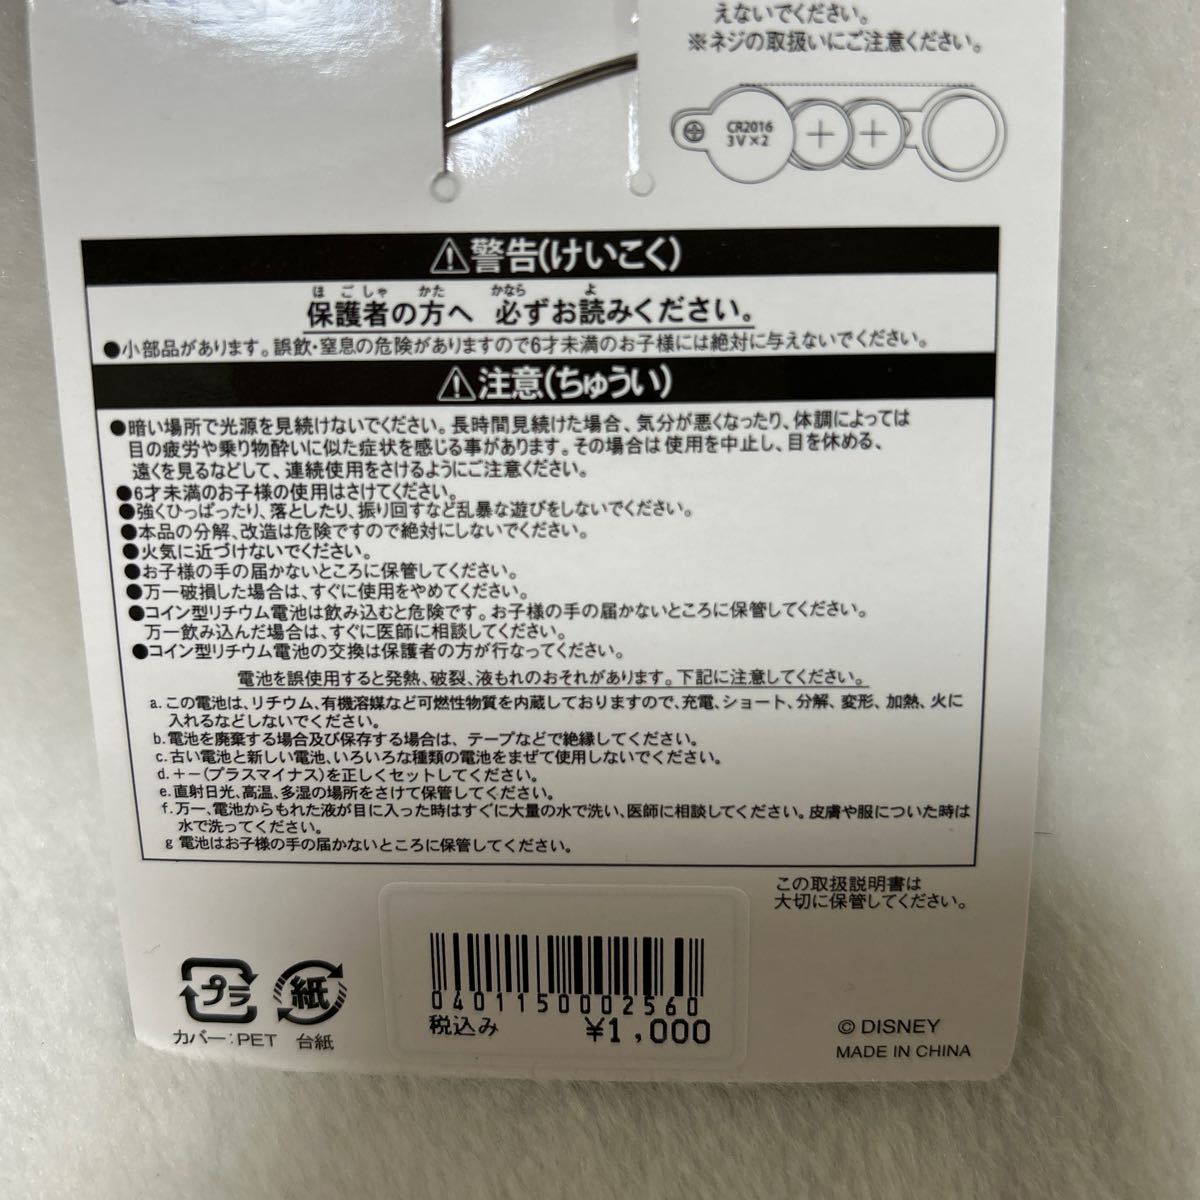 えないでください。
※ネジの取扱いにご注意ください。
CR2016
3V×2
警告(けいこく)
ほごしゃ かた かなら よ
保護者の方へ 必ずお読みください。
●小部品があります。誤飲・窒息の危険がありますので6才未満のお子様には絶対に与えないでください。
注意(ちゅうい)
●暗い場所で光源を見続けないでください。長時間見続けた場合、気分が悪くなったり、体調によっては
目の疲労や乗り物酔いに似た症状を感じる事があります。その場合は使用を中止し、目を休める、
遠くを見るなどして、連続使用をさけるようにご注意ください。
●6才未満のお子様の使用はさけてください。
●強くひっぱったり、落としたり、振り回すなど乱暴な遊びをしないでください。
●本品の分解、改造は危険ですので絶対にしないでください。
●火気に近づけないでください。
●お子様の手の届かないところに保管してください。
●万一破損した場合は、すぐに使用をやめてください。
●コイン型リチウム電池は飲み込むと危険です。お子様の手の届かないところに保管してください。
万一飲み込んだ場合は、すぐに医師に相談してください。
●コイン型リチウム電池の交換は保護者の方が行なってください。
電池を誤使用すると発熱、破裂、液もれのおそれがあります。下記に注意してください。
a.この電池は、リチウム、有機溶媒など可燃性物質を内蔵しておりますので、充電、ショート、分解、変形、加熱、火に
入れるなどしないでください。
b.電池を廃棄する場合及び保存する場合は、テープなどで絶縁してください。
c.古い電池と新しい電池、いろいろな種類の電池をまぜて使用しないでください。
d.＋－(プラスマイナス)を正しくセットしてください。
e.直射日光、高温、多湿の場所をさけて保管してください。
f.万一、電池からもれた液が目に入った時はすぐに大量の水で洗い、医師に相談してください。皮膚や服についた時は
水で洗ってください。
g 電池はお子様の手の届かないところに保管してください。
この取扱説明書は
大切に保管してください。
プラ
紙
カバー:PET 台紙
0401150002560
税込み ¥1,000
© DISNEY
MADE IN CHINA